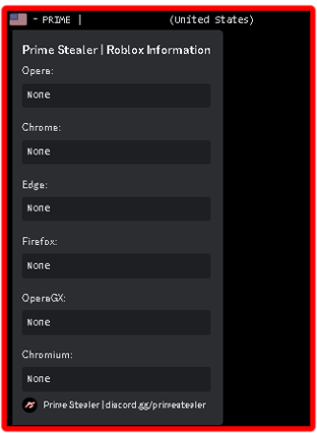 - PRIME | (United States)
Prime Stealer | Roblox Information
Opera:
None
Chrome:
None
Edge:
None
Firefox:
None
OperaGX:
None
Chromium:
None
Prime Stealer | discord.gg/primestealer